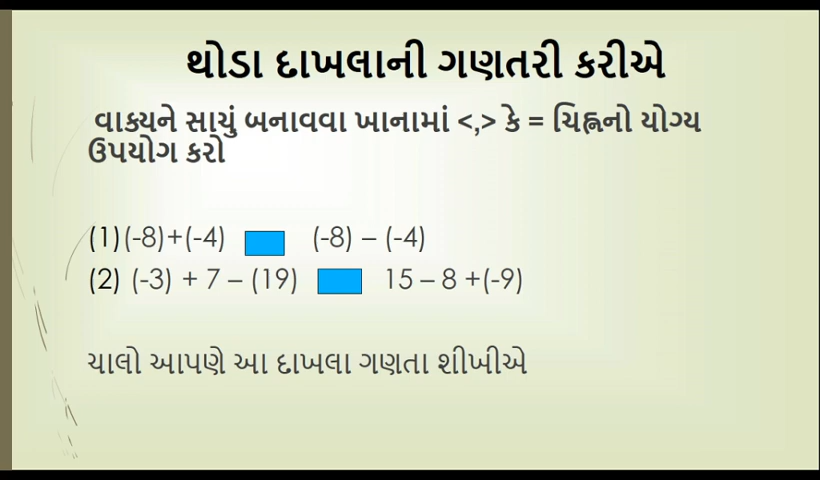 થોડા દાખલાની ગણતરી કરીએ
વાક્યને સાચું બનાવવા ખાનામાં <,> કે = ચિહ્નનો યોગ્ય
ઉપયોગ કરો
(1)(-8)+(-4) (-8) – (-4)
(2) (-3) + 7 – (19) 15 – 8 +(-9)
ચાલો આપણે આ દાખલા ગણતા શીખીએ